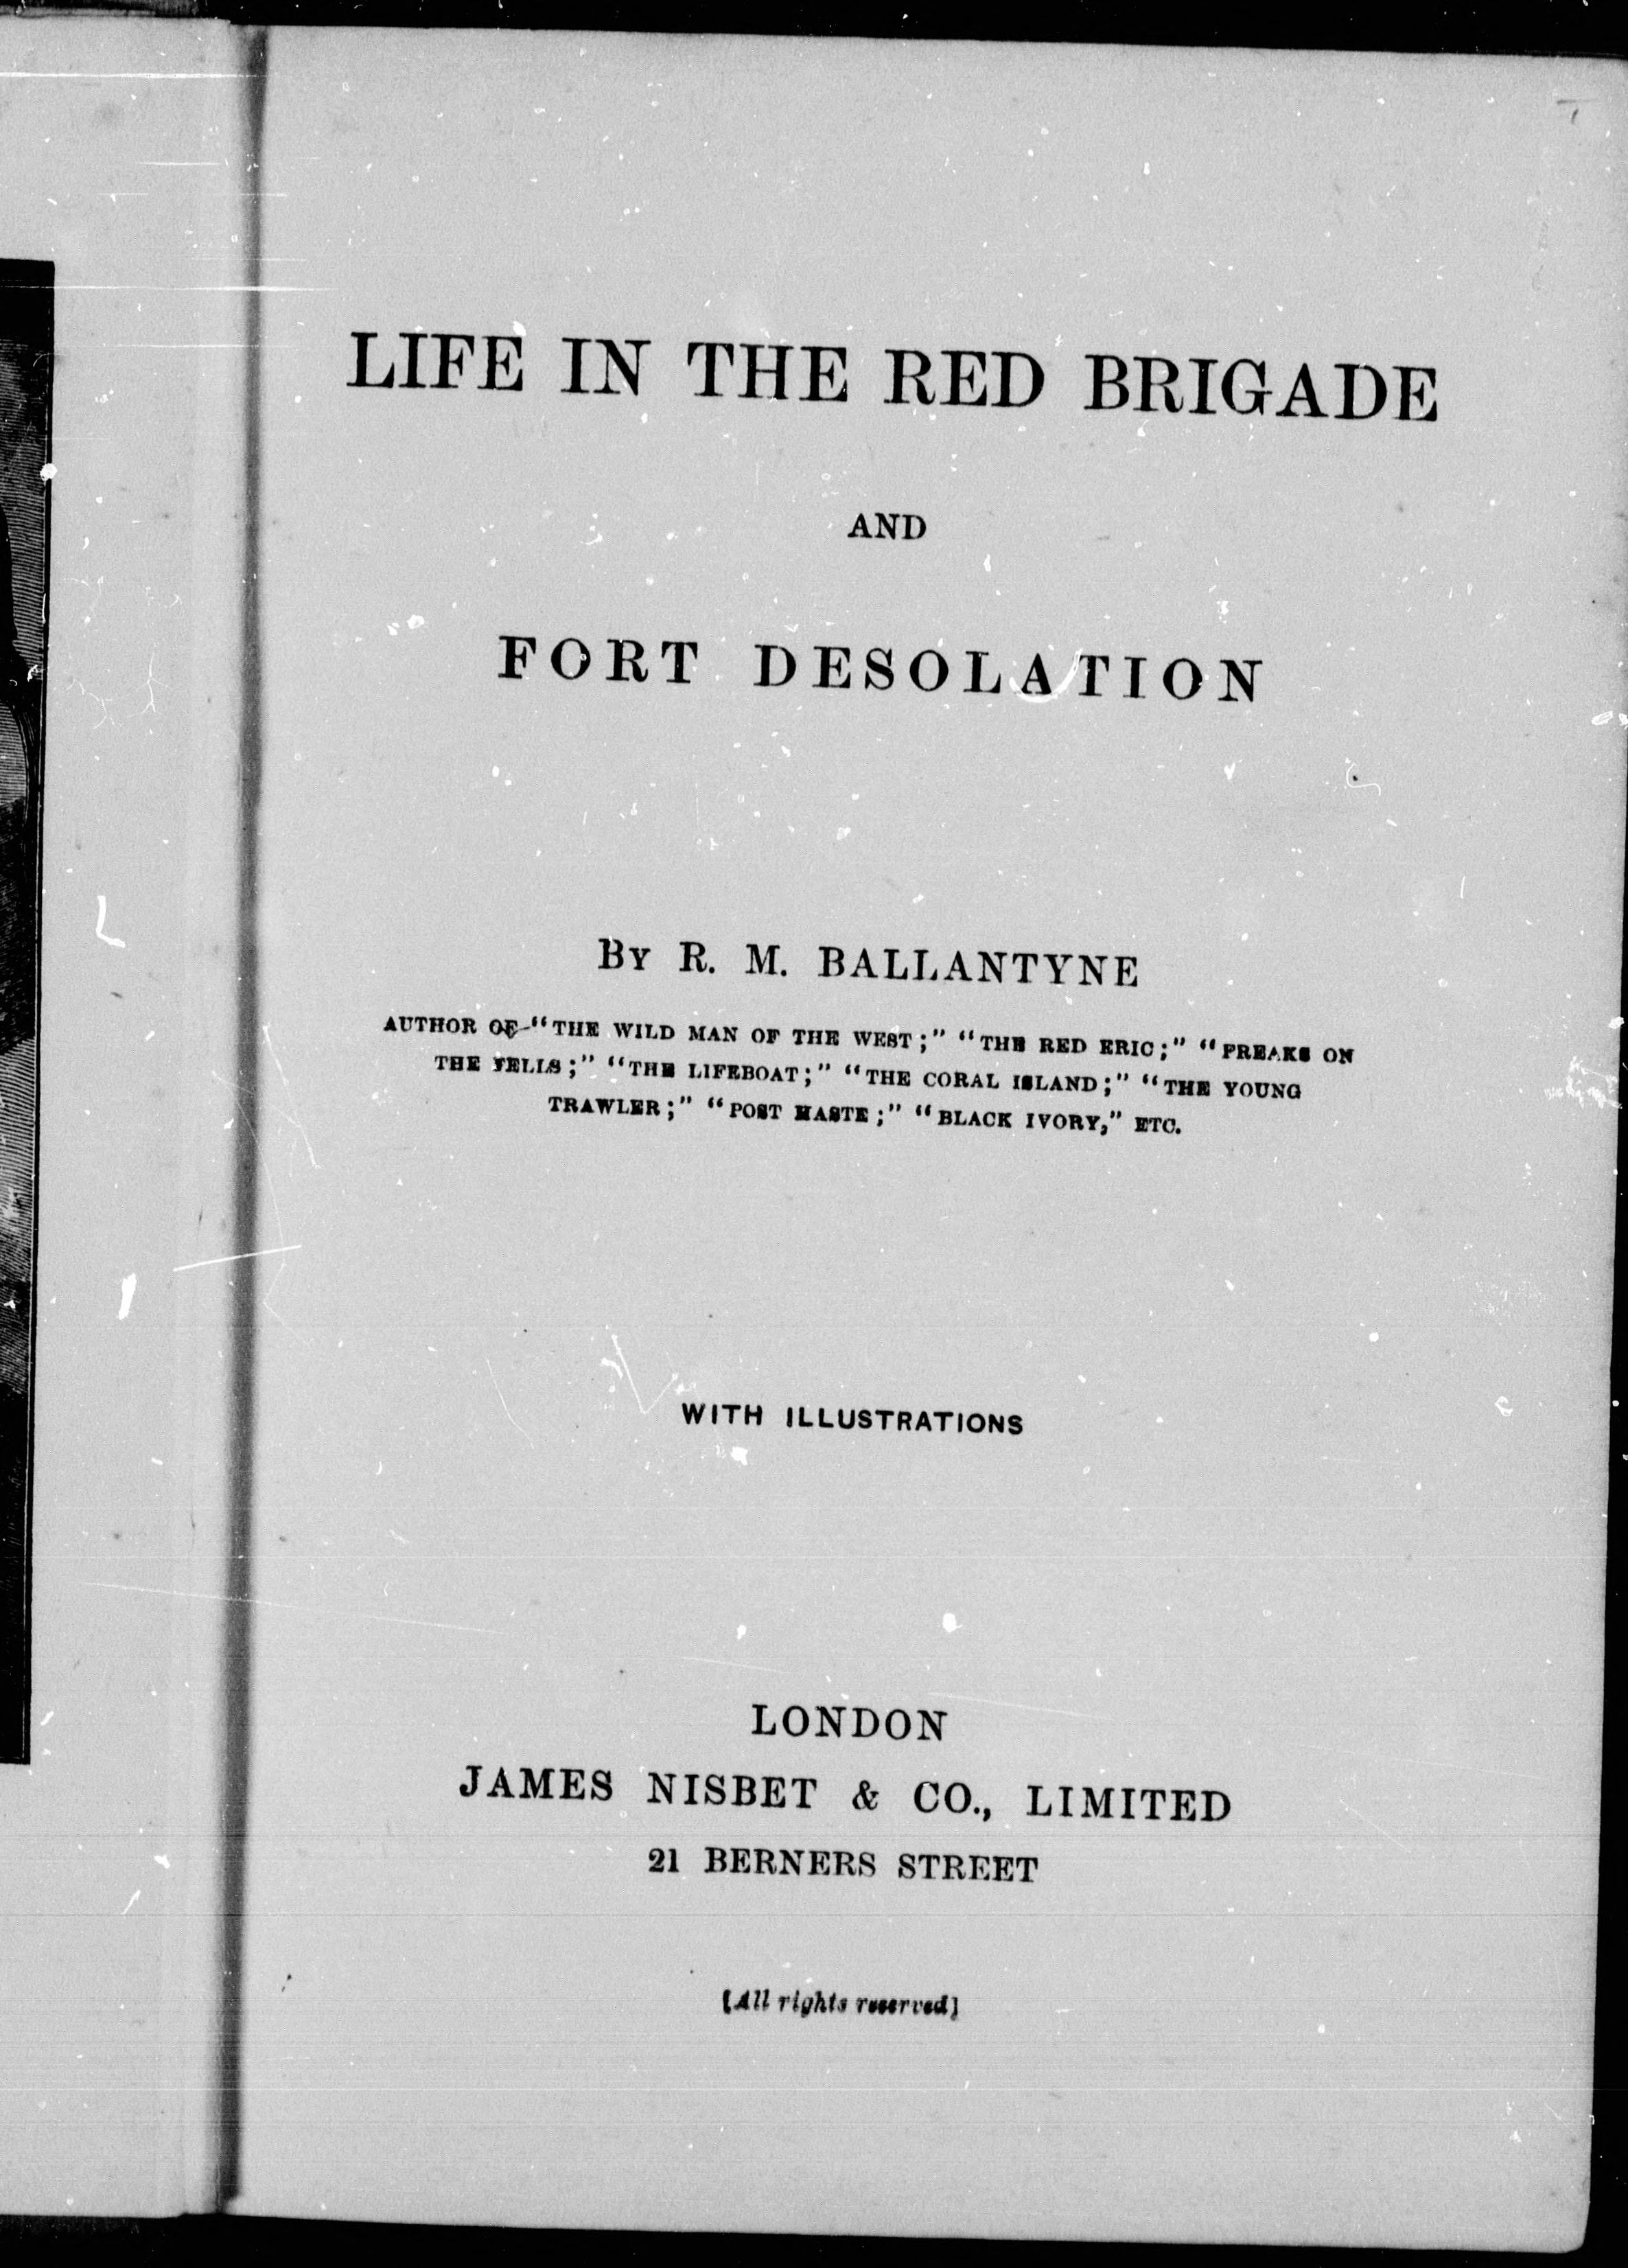 LIFE IN THE RED BRIGADE
AND
FORT DESOLATION
By R. M. BALLANTYNE
AUTHOR OF "THE WILD MAN OF THE WEST;" "THE RED ERIC;" "FREAKS ON
THE FELLS;" "THE LIFEBOAT;" "THE CORAL ISLAND;" "THE YOUNG
TRAWLER;" "POST HASTE;" "BLACK IVORY," ETC.
WITH ILLUSTRATIONS
LONDON
JAMES NISBET & CO., LIMITED
21 BERNERS STREET
[All rights reserved]